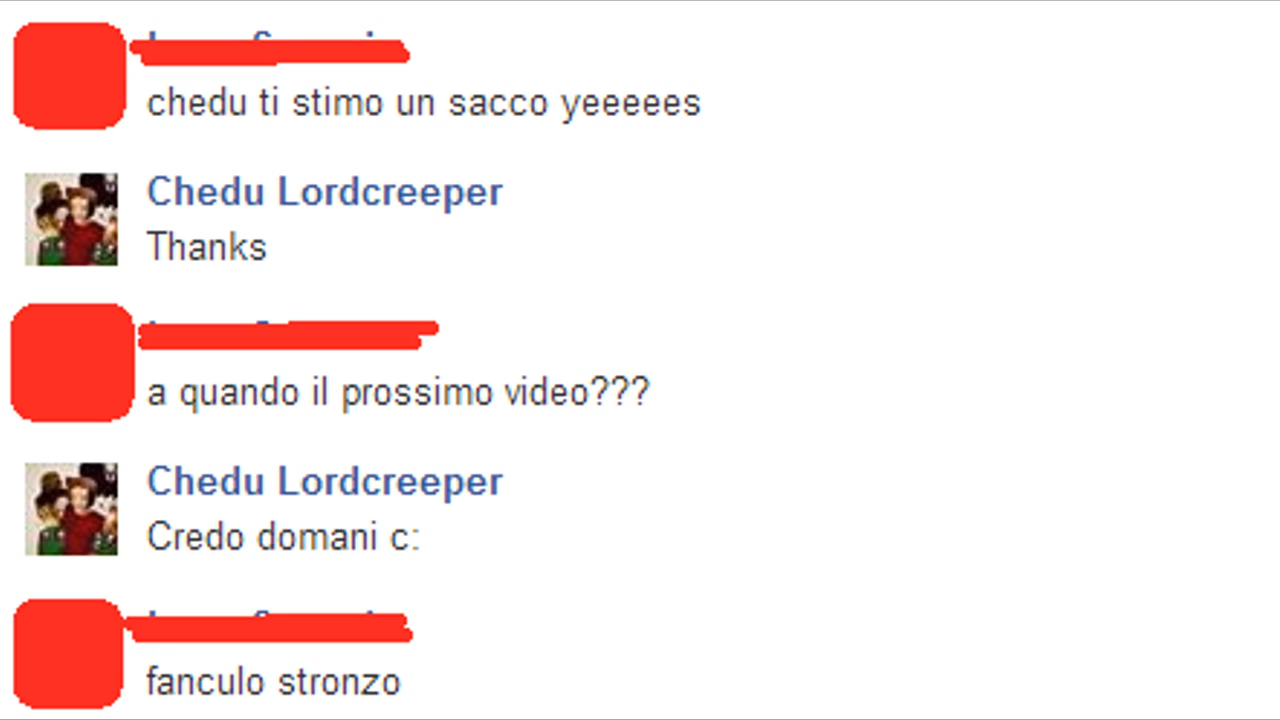 chedu ti stimo un sacco yeeeees
Chedu Lordcreeper
Thanks
a quando il prossimo video???
Chedu Lordcreeper
Credo domani c:
fanculo stronzo